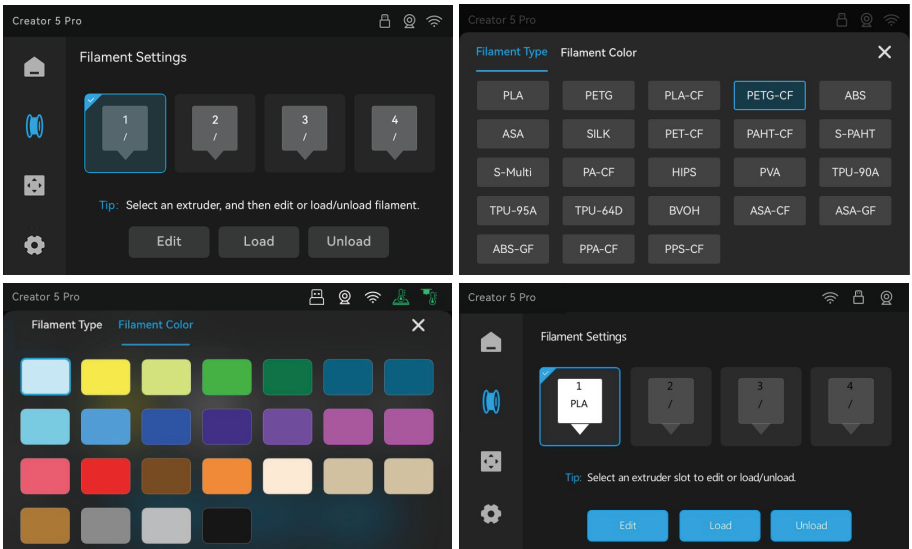 Creator 5 Pro
Filament Settings
1
/
2
/
3
/
4
/
Tip: Select an extruder, and then edit or load/unload filament.
Edit Load Unload
Creator 5 Pro
Filament Type Filament Color
PLA PETG PLA-CF PETG-CF ABS
ASA SILK PET-CF PAHT-CF S-PAHT
S-Multi PA-CF HIPS PVA TPU-90A
TPU-95A TPU-64D BVOH ASA-CF ASA-GF
ABS-GF PPA-CF PPS-CF
Creator 5 Pro
Filament Type Filament Color
Creator 5 Pro
Filament Settings
1
PLA
2
/
3
/
4
/
Tip: Select an extruder slot to edit or load/unload.
Edit Load Unload